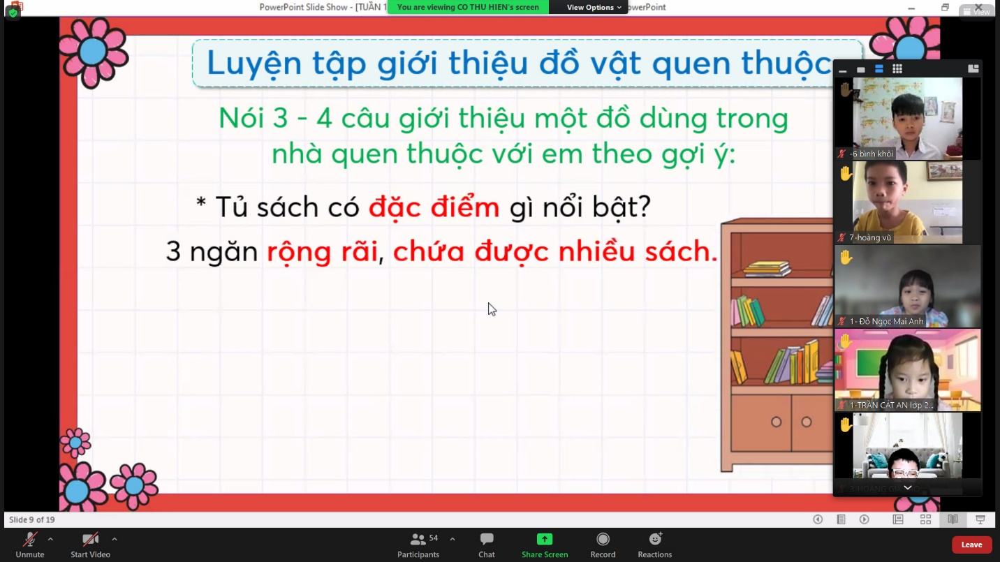 PowerPoint Slide Show - [TUẦN 1
You are viewing CO THU HIEN's screen
View Options
owerPoint
View
Luyện tập giới thiệu đồ vật quen thuộc
Nói 3 - 4 câu giới thiệu một đồ dùng trong
nhà quen thuộc với em theo gợi ý:
* Tủ sách có đặc điểm gì nổi bật?
3 ngăn rộng rãi, chứa được nhiều sách.
-6 bình khôi
7-hoàng vũ
1- Đỗ Ngọc Mai Anh
1-TRẦN CÁT AN lớp 2...
3 HOÀNG GIA
Slide 9 of 19
Unmute
Start Video
54
Participants
Chat
Share Screen
Record
Reactions
Leave